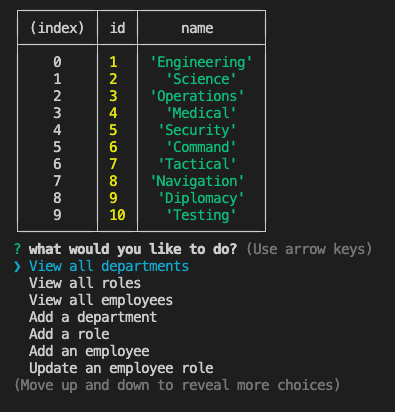 (index) id name
0 1 'Engineering'
1 2 'Science'
2 3 'Operations'
3 4 'Medical'
4 5 'Security'
5 6 'Command'
6 7 'Tactical'
7 8 'Navigation'
8 9 'Diplomacy'
9 10 'Testing'
? what would you like to do? (Use arrow keys)
❯ View all departments
View all roles
View all employees
Add a department
Add a role
Add an employee
Update an employee role
(Move up and down to reveal more choices)